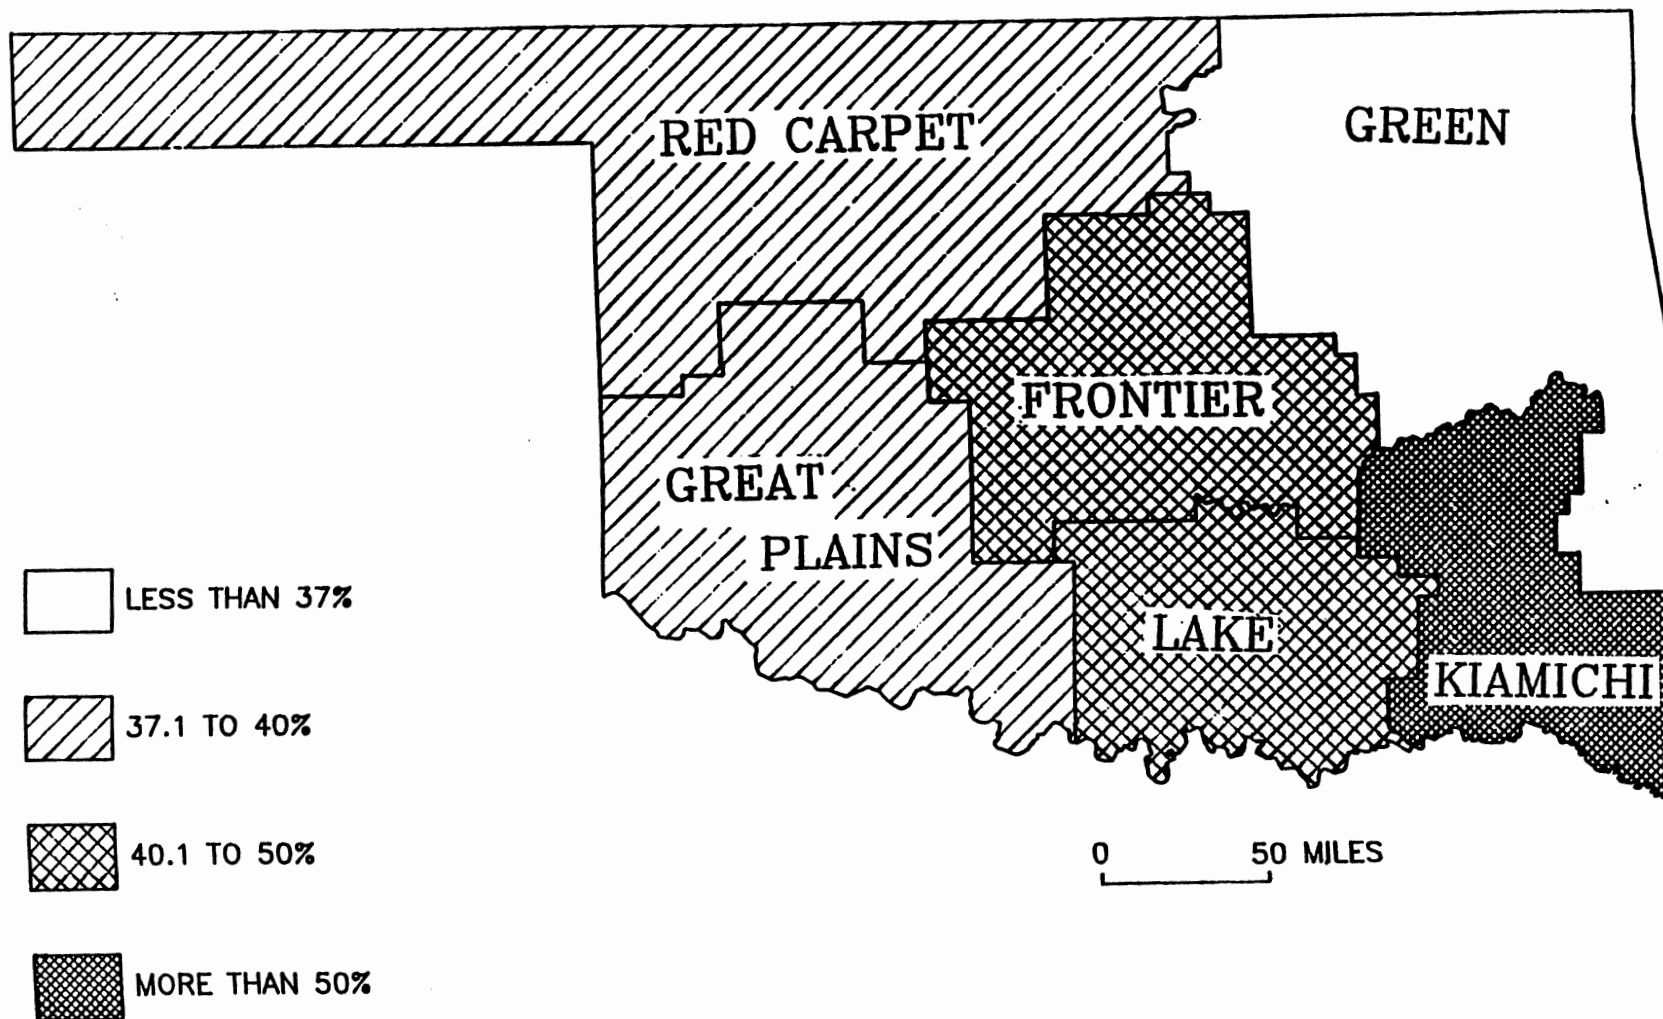 RED CARPET
GREEN
FRONTIER
GREAT
PLAINS
LAKE
KIAMICHI
LESS THAN 37%
37.1 TO 40%
40.1 TO 50%
MORE THAN 50%
0 50 MILES